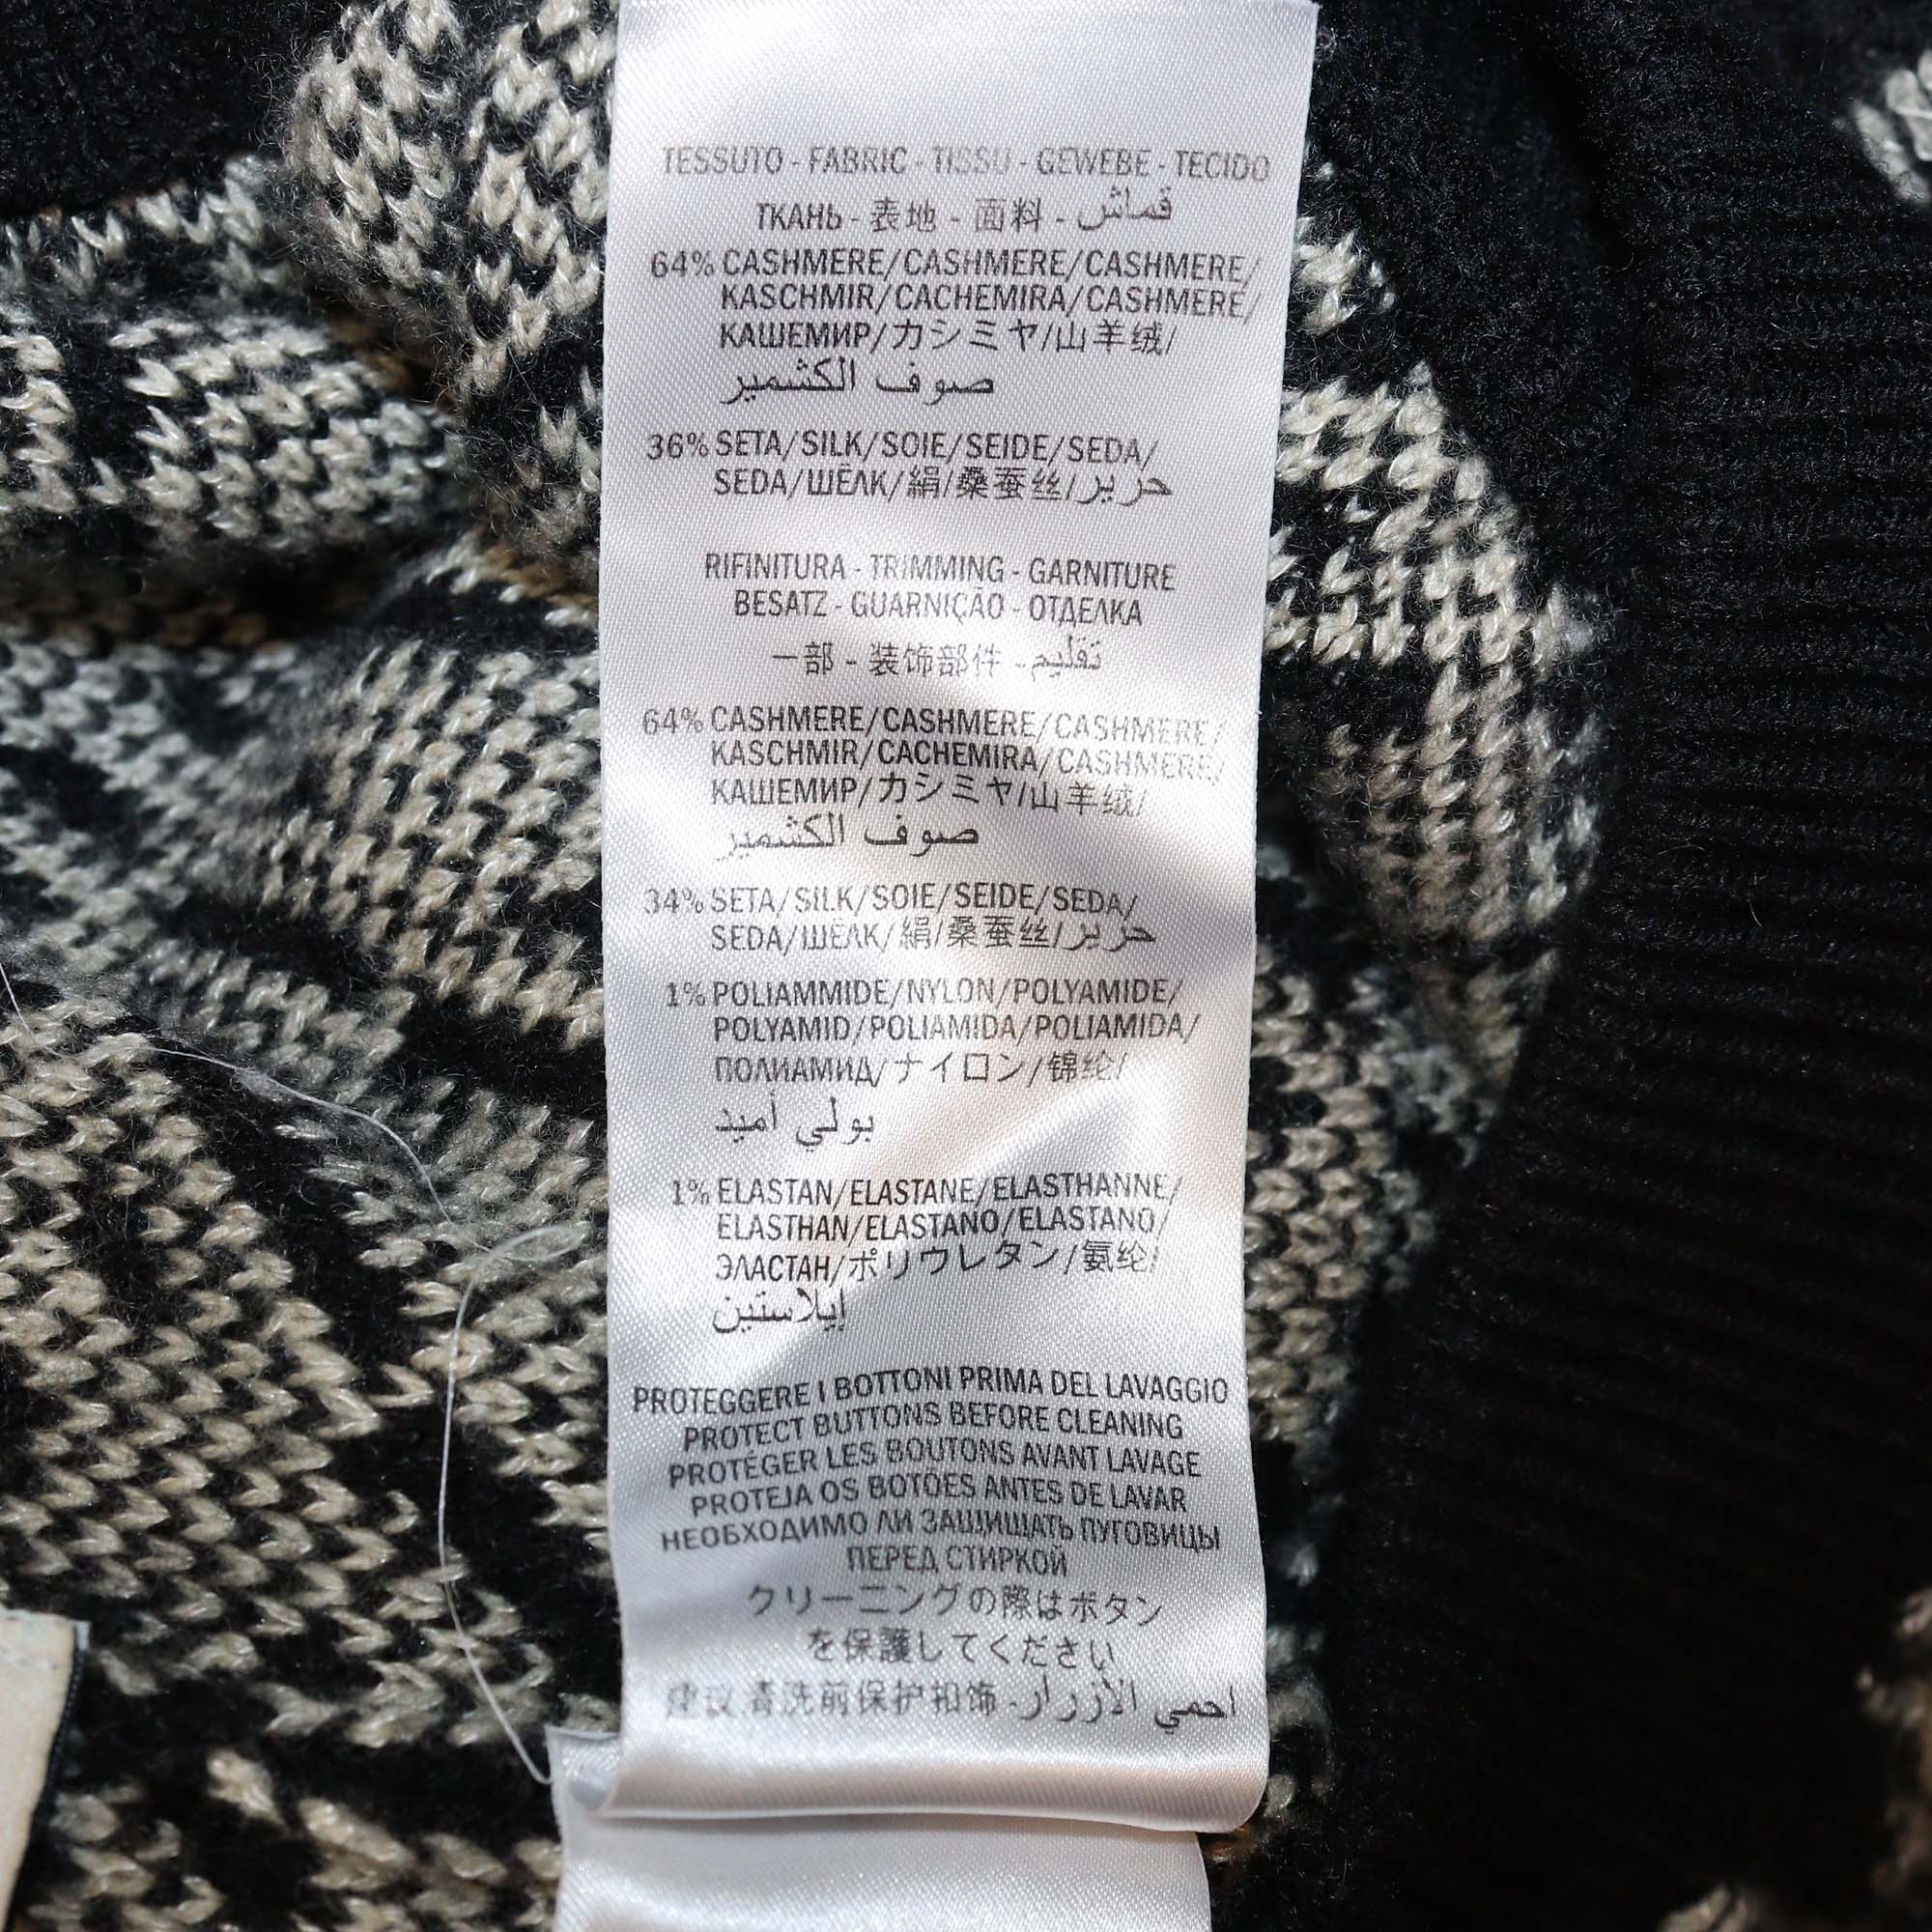 TESSUTO - FABRIC - TISSU - GEWEBE - TECIDO
ТКАНЬ - 表地 - 面料 - قماش
64% CASHMERE/CASHMERE/CASHMERE/
KASCHMIR/CACHEMIRA/CASHMERE/
КАШЕМИР/カシミヤ/山羊绒/
صوف الكشمير
36% SETA/SILK/SOIE/SEIDE/SEDA/
SEDA/ШЁЛК/絹/桑蚕丝/حرير
RIFINITURA - TRIMMING - GARNITURE
BESATZ - GUARNIÇÃO - ОТДЕЛКА
一部 - 装饰部件 - تقليم
64% CASHMERE/CASHMERE/CASHMERE/
KASCHMIR/CACHEMIRA/CASHMERE/
КАШЕМИР/カシミヤ/山羊绒/
صوف الكشمير
34% SETA/SILK/SOIE/SEIDE/SEDA/
SEDA/ШЁЛК/絹/桑蚕丝/حرير
1% POLIAMMIDE/NYLON/POLYAMIDE/
POLYAMID/POLIAMIDA/POLIAMIDA/
ПОЛИАМИД/ナイロン/锦纶/
بولي أميد
1% ELASTAN/ELASTANE/ELASTHANNE/
ELASTHAN/ELASTANO/ELASTANO/
ЭЛАСТАН/ポリウレタン/氨纶/
إيلاستين
PROTEGGERE I BOTTONI PRIMA DEL LAVAGGIO
PROTECT BUTTONS BEFORE CLEANING
PROTÉGER LES BOUTONS AVANT LAVAGE
PROTEJA OS BOTÕES ANTES DE LAVAR
НЕОБХОДИМО ЛИ ЗАЩИЩАТЬ ПУГОВИЦЫ
ПЕРЕД СТИРКОЙ
クリーニングの際はボタン
を保護してください
建议清洗前保护扣饰 - احمي الأزرار